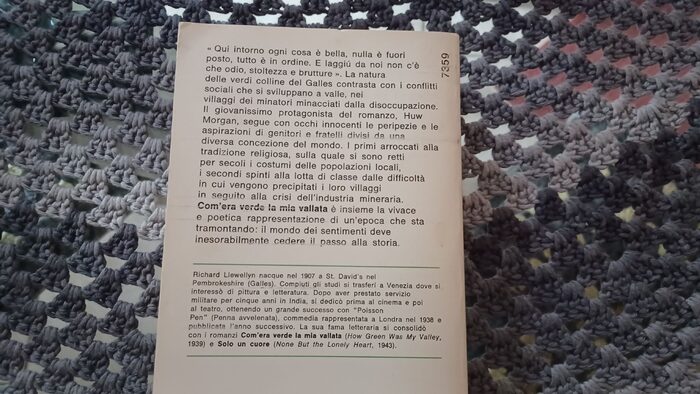 « Qui intorno ogni cosa è bella, nulla è fuori
posto, tutto è in ordine. E laggiú da noi non c'è
che odio, stoltezza e brutture ». La natura
delle verdi colline del Galles contrasta con i conflitti
sociali che si sviluppano a valle, nei
villaggi dei minatori minacciati dalla disoccupazione.
Il giovanissimo protagonista del romanzo, Huw
Morgan, segue con occhi innocenti le peripezie e le
aspirazioni di genitori e fratelli divisi da una
diversa concezione del mondo. I primi arroccati alla
tradizione religiosa, sulla quale si sono retti
per secoli i costumi delle popolazioni locali,
i secondi spinti alla lotta di classe dalle difficoltà
in cui vengono precipitati i loro villaggi
in seguito alla crisi dell'industria mineraria.
Com'era verde la mia vallata è insieme la vivace
e poetica rappresentazione di un'epoca che sta
tramontando: il mondo dei sentimenti deve
inesorabilmente cedere il passo alla storia.
7359
Richard Llewellyn nacque nel 1907 a St. David's nel
Pembrokeshire (Galles). Compiuti gli studi si trasferí a Venezia dove si
interessò di pittura e letteratura. Dopo aver prestato servizio
militare per cinque anni in India, si dedicò prima al cinema e poi
al teatro, ottenendo un grande successo con "Poisson
Pen" (Penna avvelenata), commedia rappresentata a Londra nel 1938 e
pubblicata l'anno successivo. La sua fama letteraria si consolidò
con i romanzi Com'era verde la mia vallata (How Green Was My Valley,
1939) e Solo un cuore (None But the Lonely Heart, 1943).